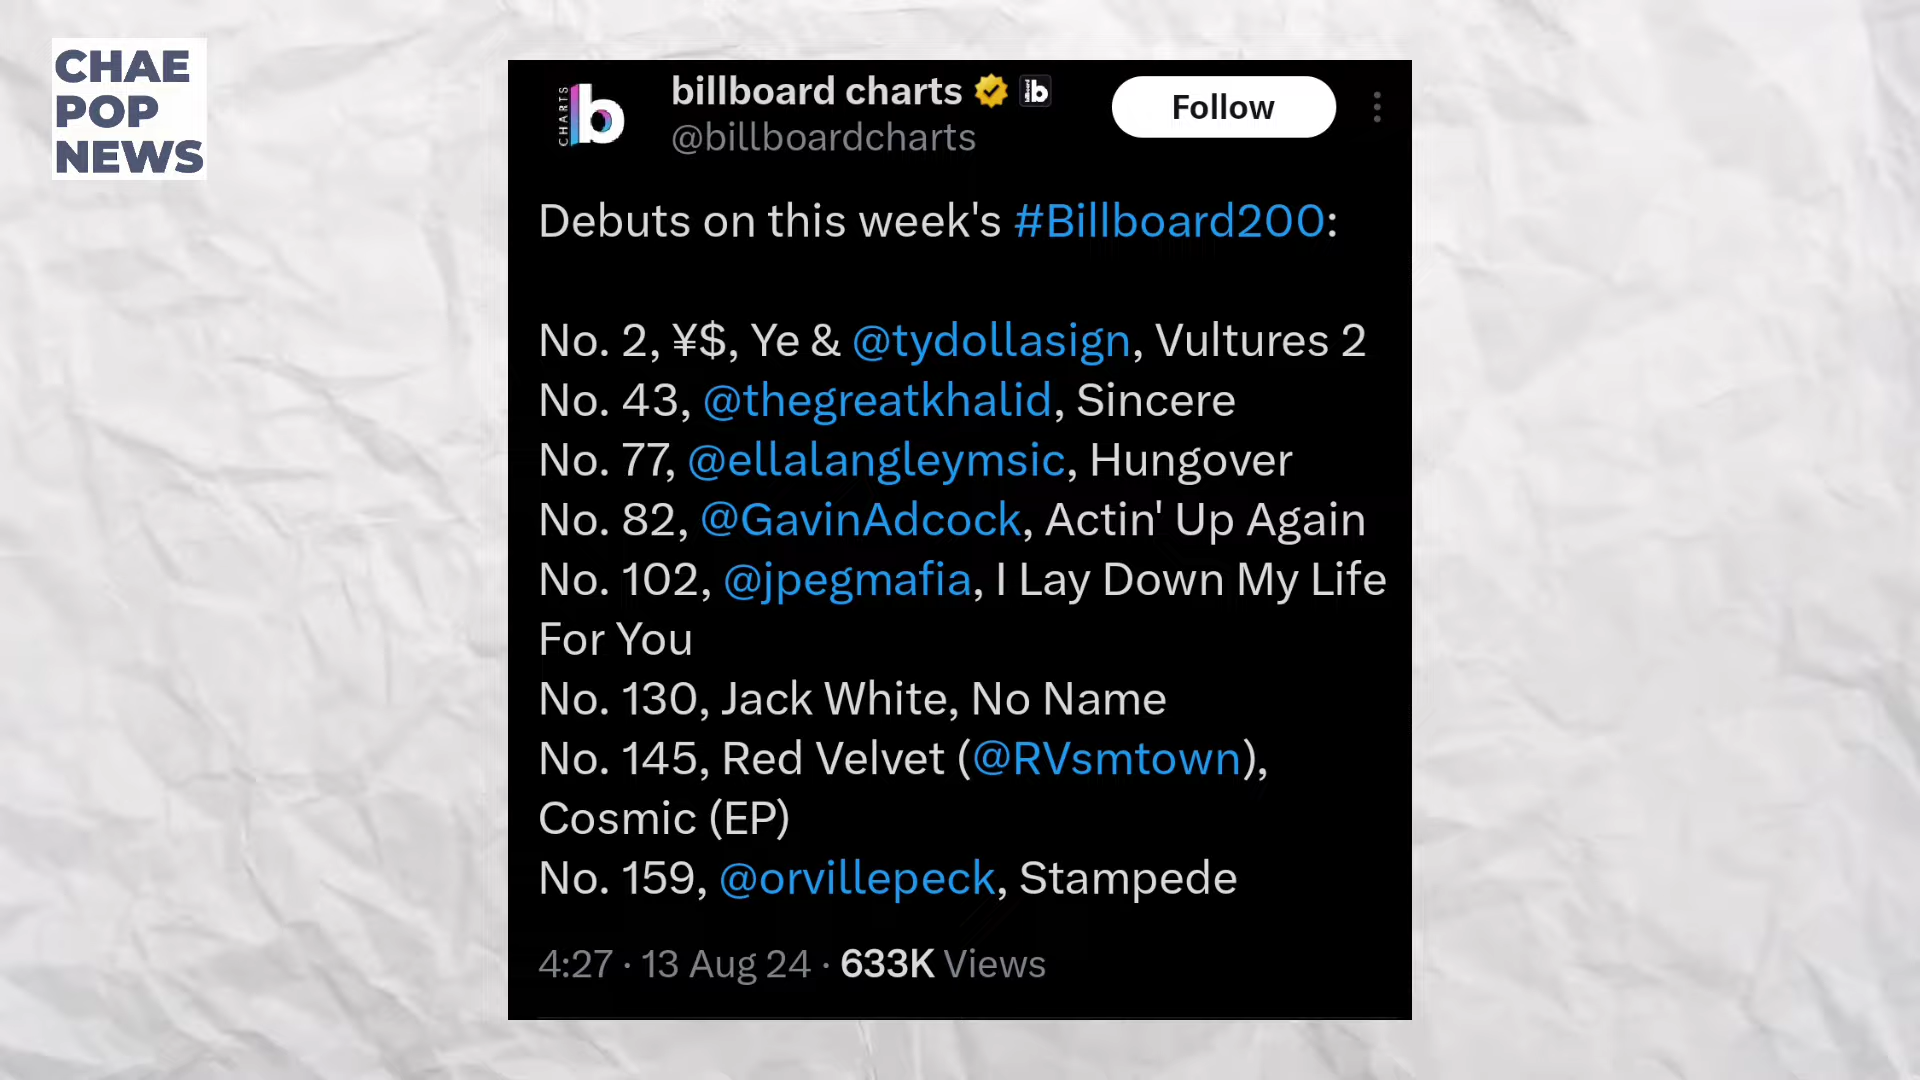 CHAE
POP
NEWS
CHARTS
b
billboard charts
billboard b
@billboardcharts
Follow
Debuts on this week's #Billboard200:
No. 2, ¥$, Ye & @tydollasign, Vultures 2
No. 43, @thegreatkhalid, Sincere
No. 77, @ellalangleymsic, Hungover
No. 82, @GavinAdcock, Actin' Up Again
No. 102, @jpegmafia, I Lay Down My Life
For You
No. 130, Jack White, No Name
No. 145, Red Velvet (@RVsmtown),
Cosmic (EP)
No. 159, @orvillepeck, Stampede
4:27 · 13 Aug 24 · 633K Views